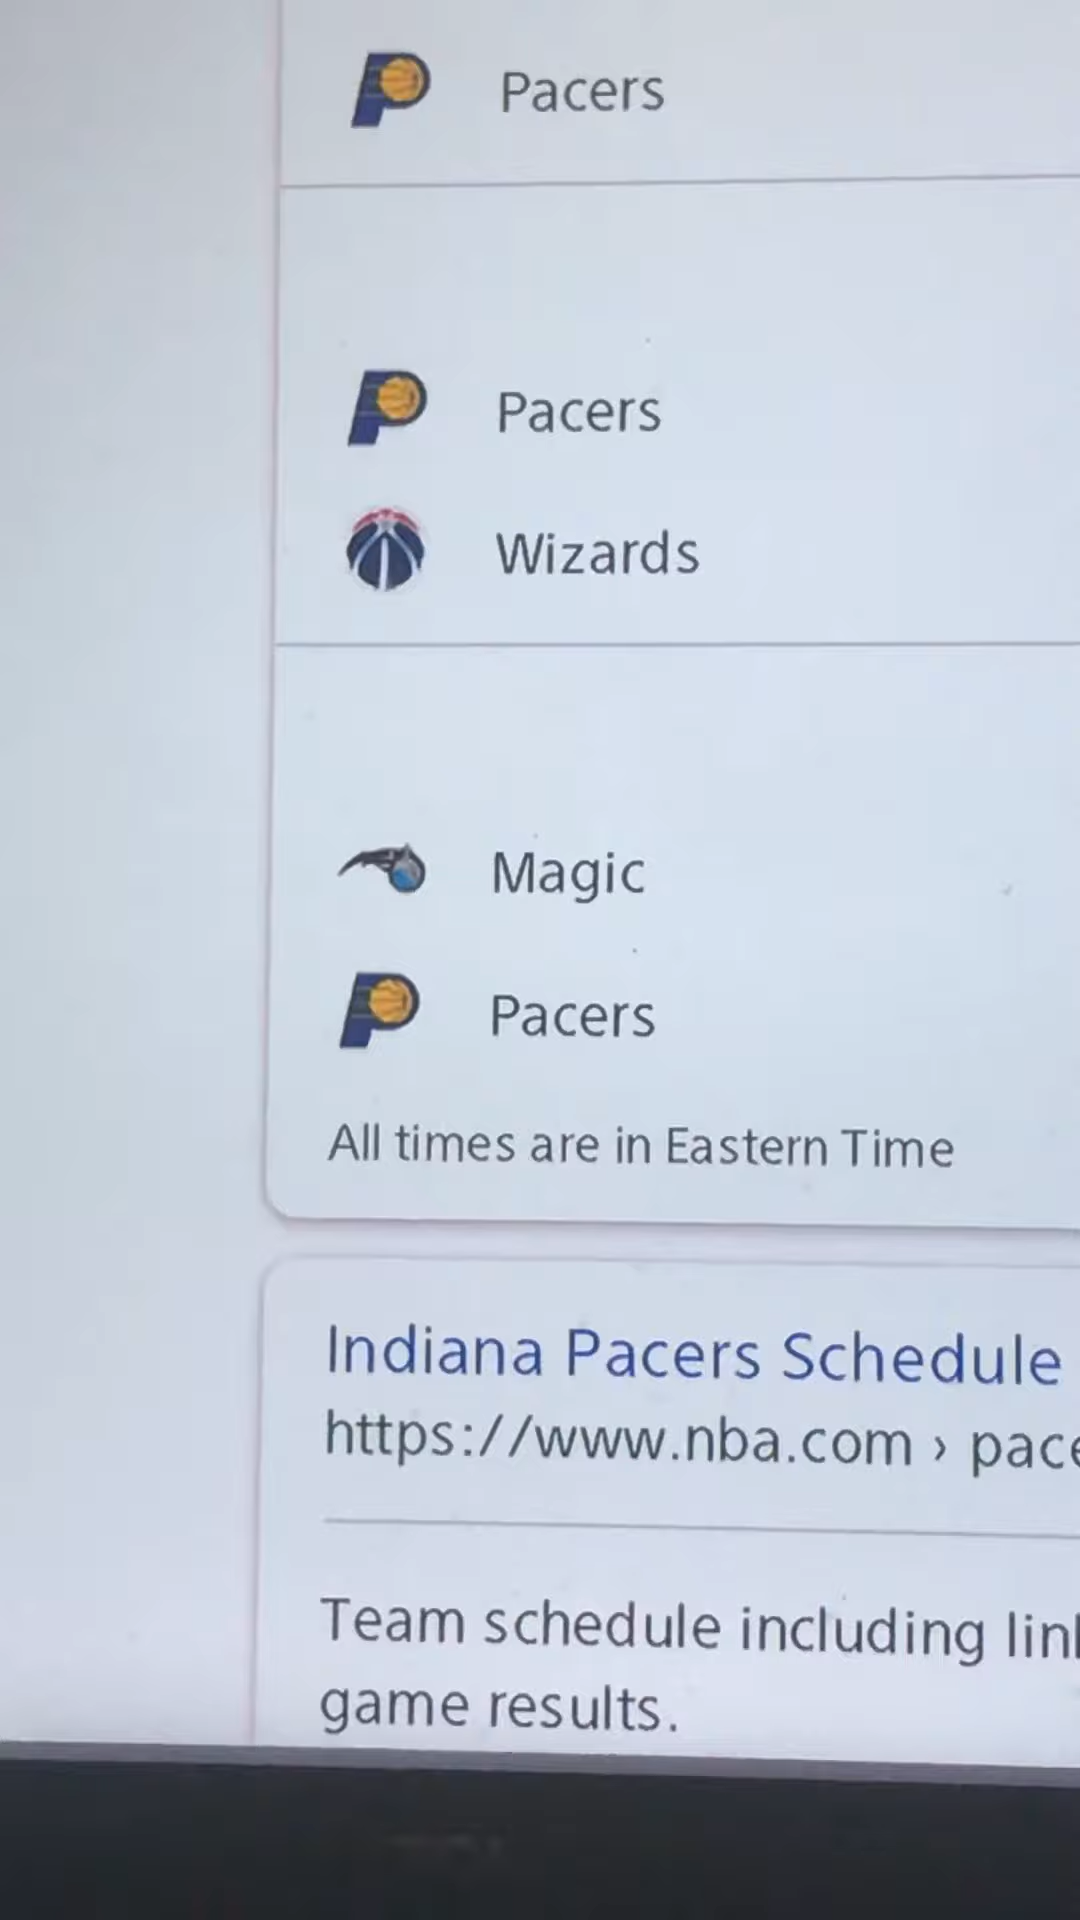 Pacers
Pacers
Wizards
Magic
Pacers
All times are in Eastern Time
Indiana Pacers Schedule
https://www.nba.com › pace
Team schedule including lin
game results.